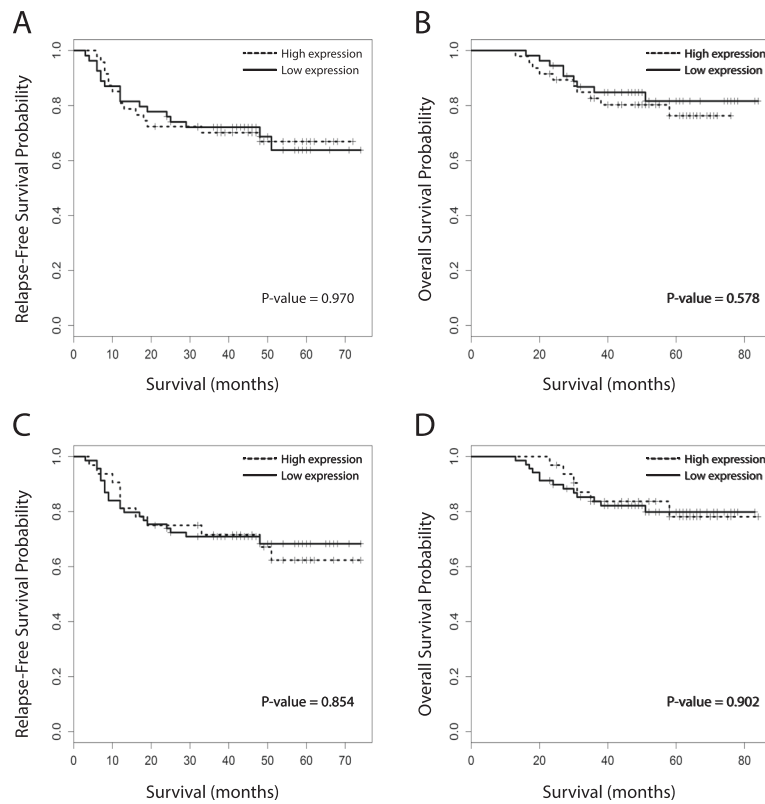 A
High expression
Low expression
Relapse-Free Survival Probability
1.0
0.8
0.6
0.4
0.2
0.0
P-value = 0.970
0 10 20 30 40 50 60 70
Survival (months)
B
High expression
Low expression
Overall Survival Probability
1.0
0.8
0.6
0.4
0.2
0.0
P-value = 0.578
0 20 40 60 80
Survival (months)
C
High expression
Low expression
Relapse-Free Survival Probability
1.0
0.8
0.6
0.4
0.2
0.0
P-value = 0.854
0 10 20 30 40 50 60 70
Survival (months)
D
High expression
Low expression
Overall Survival Probability
1.0
0.8
0.6
0.4
0.2
0.0
P-value = 0.902
0 20 40 60 80
Survival (months)